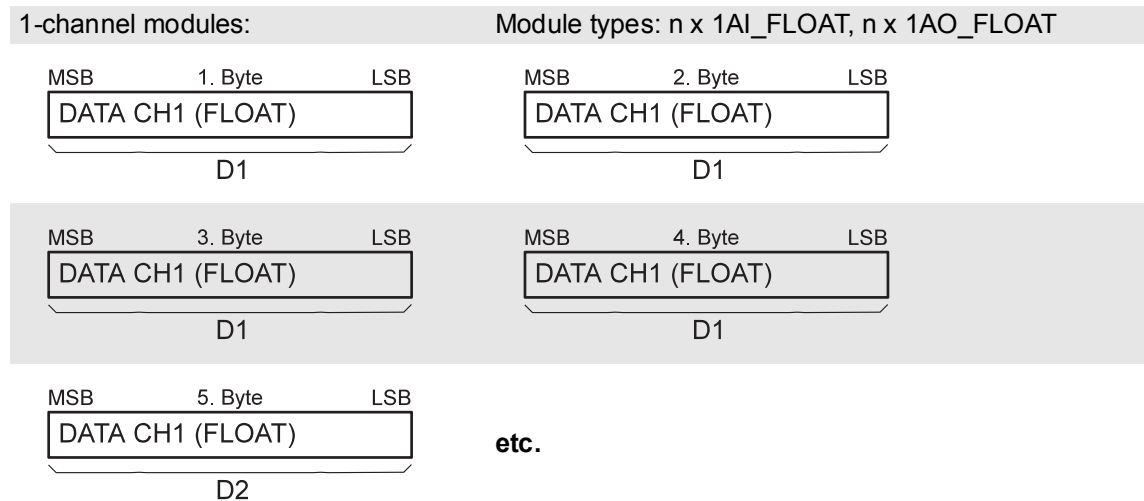 1-channel modules: Module types: n x 1AI_FLOAT, n x 1AO_FLOAT
MSB 1. Byte LSB MSB 2. Byte LSB
DATA CH1 (FLOAT) DATA CH1 (FLOAT)
D1 D1
MSB 3. Byte LSB MSB 4. Byte LSB
DATA CH1 (FLOAT) DATA CH1 (FLOAT)
D1 D1
MSB 5. Byte LSB
DATA CH1 (FLOAT)
etc.
D2